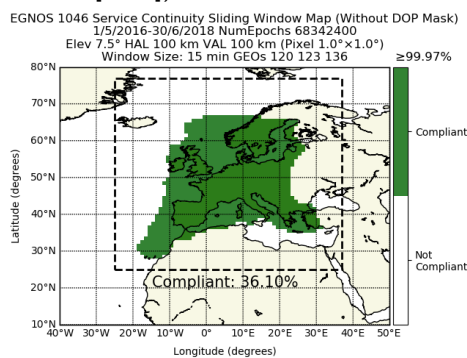 EGNOS 1046 Service Continuity Sliding Window Map (Without DOP Mask)
1/5/2016-30/6/2018 NumEpochs 68342400
Elev 7.5° HAL 100 km VAL 100 km (Pixel 1.0°×1.0°)
Window Size: 15 min GEOs 120 123 136
≥99.97%
80°N
70°N
60°N
50°N
40°N
30°N
20°N
10°N
Latitude (degrees)
Compliant: 36.10%
Compliant
Not
Compliant
40°W 30°W 20°W 10°W 0° 10°E 20°E 30°E 40°E 50°E
Longitude (degrees)